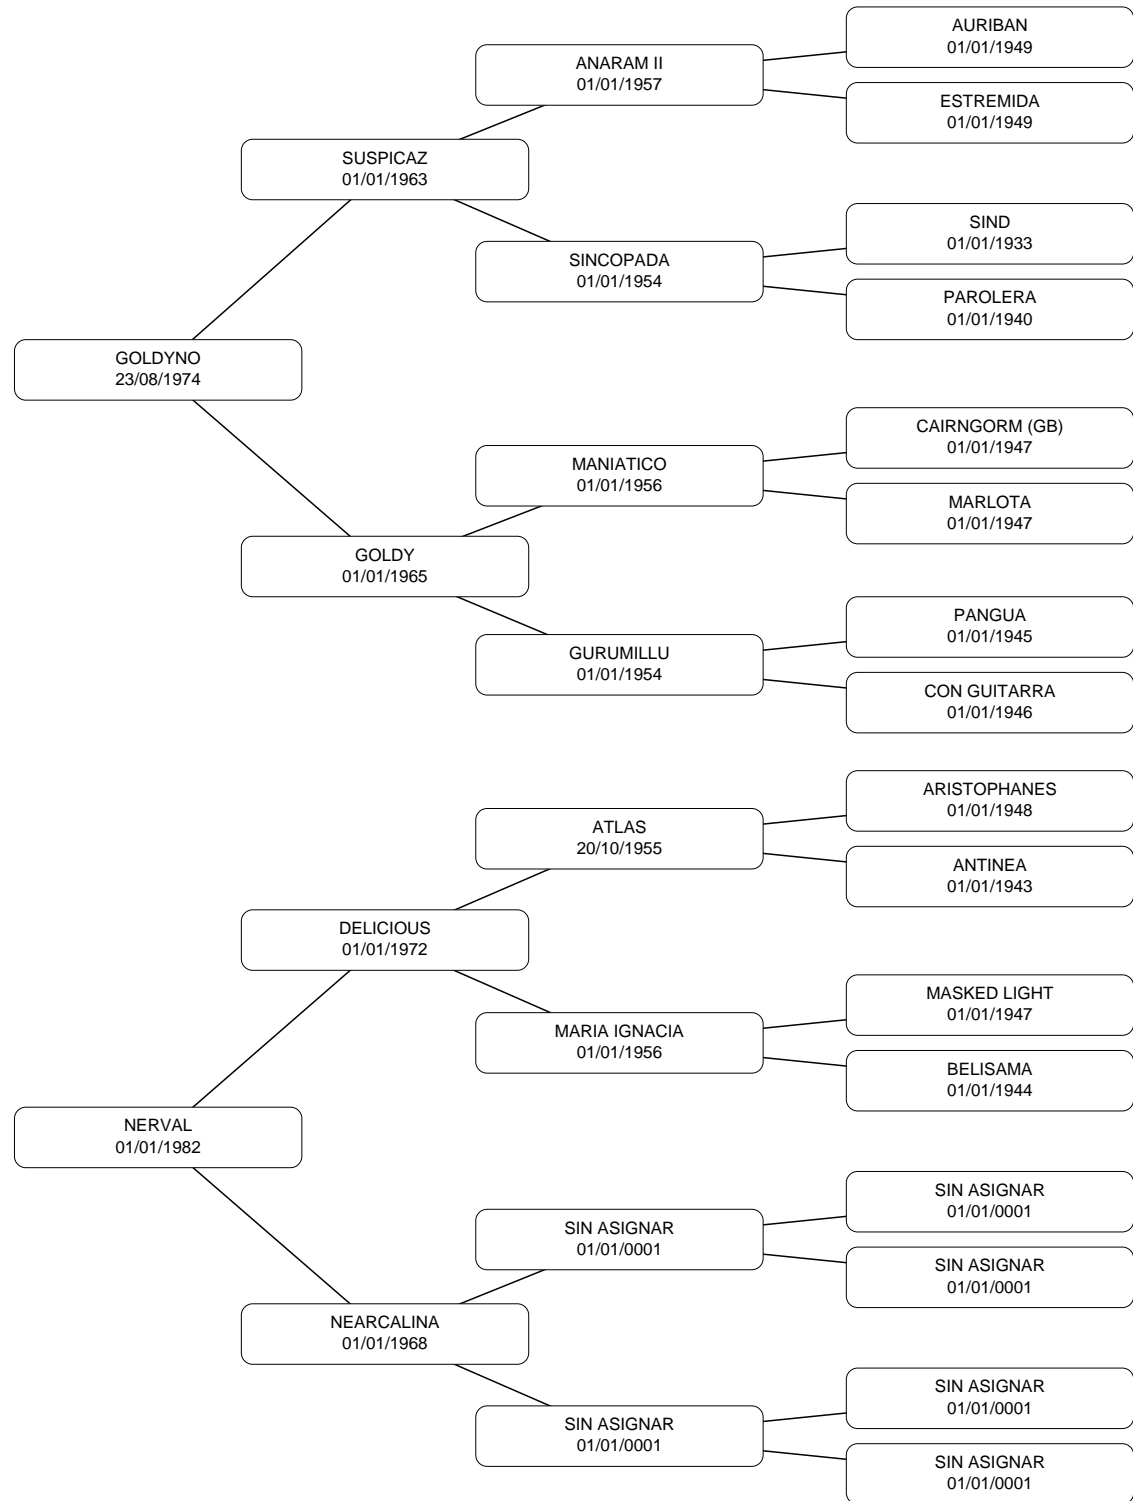 AURIBAN
01/01/1949
ANARAM II
01/01/1957
ESTREMIDA
01/01/1949
SUSPICAZ
01/01/1963
SIND
01/01/1933
SINCOPADA
01/01/1954
PAROLERA
01/01/1940
GOLDYNO
23/08/1974
CAIRNGORM (GB)
01/01/1947
MANIATICO
01/01/1956
MARLOTA
01/01/1947
GOLDY
01/01/1965
PANGUA
01/01/1945
GURUMILLU
01/01/1954
CON GUITARRA
01/01/1946
ARISTOPHANES
01/01/1948
ATLAS
20/10/1955
ANTINEA
01/01/1943
DELICIOUS
01/01/1972
MASKED LIGHT
01/01/1947
MARIA IGNACIA
01/01/1956
BELISAMA
01/01/1944
NERVAL
01/01/1982
SIN ASIGNAR
01/01/0001
SIN ASIGNAR
01/01/0001
SIN ASIGNAR
01/01/0001
NEARCALINA
01/01/1968
SIN ASIGNAR
01/01/0001
SIN ASIGNAR
01/01/0001
SIN ASIGNAR
01/01/0001